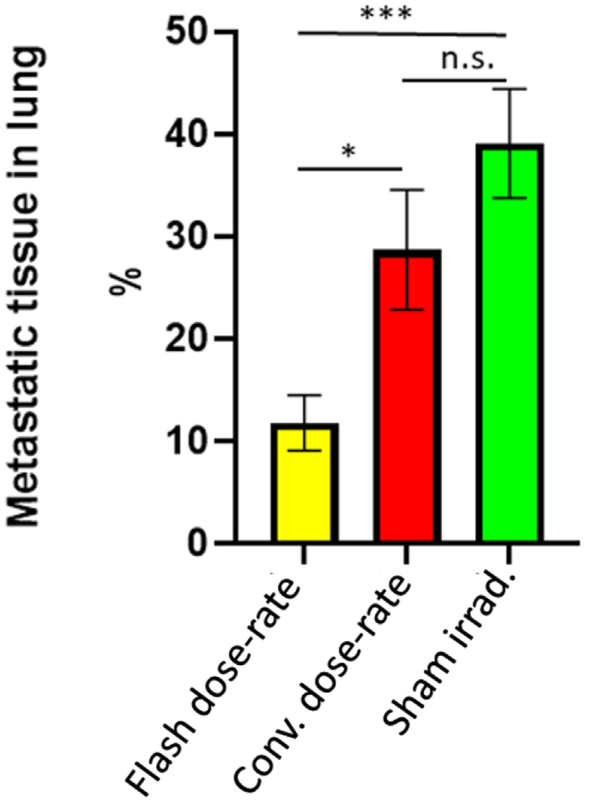 Metastatic tissue in lung
%
50
40
30
20
10
0
***
n.s.
*
Flash dose-rate
Conv. dose-rate
Sham irrad.